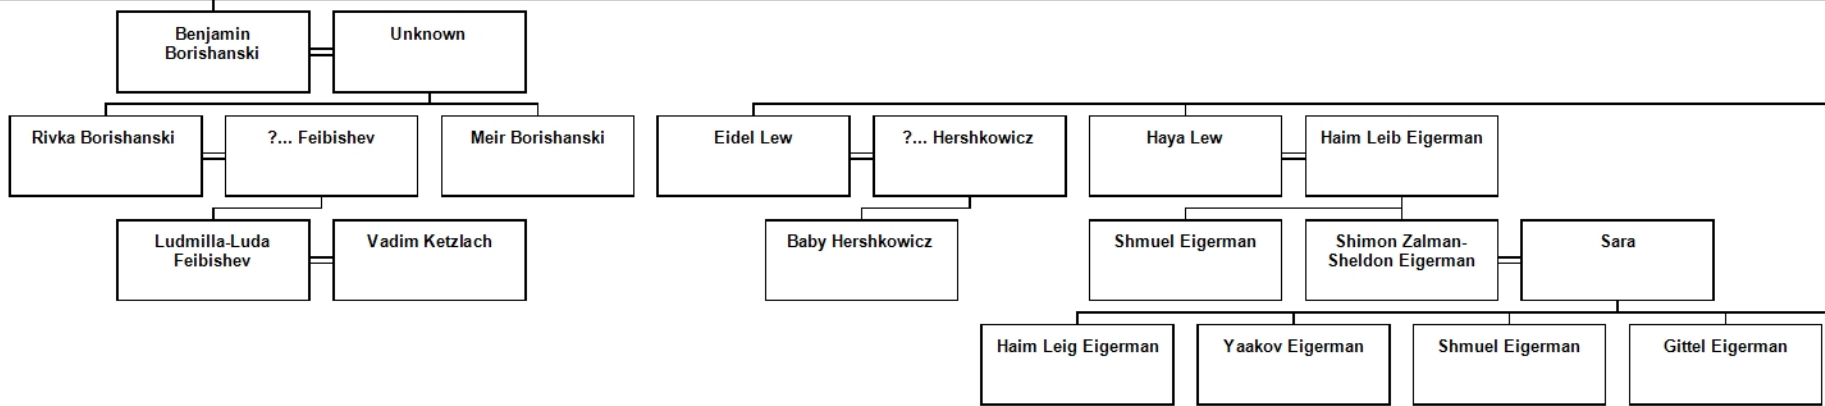 Benjamin
Borishanski
Unknown
Rivka Borishanski
?... Feibishev
Meir Borishanski
Eidel Lew
?... Hershkowicz
Haya Lew
Haim Leib Eigerman
Ludmilla-Luda
Feibishev
Vadim Ketzlach
Baby Hershkowicz
Shmuel Eigerman
Shimon Zalman-
Sheldon Eigerman
Sara
Haim Leig Eigerman
Yaakov Eigerman
Shmuel Eigerman
Gittel Eigerman